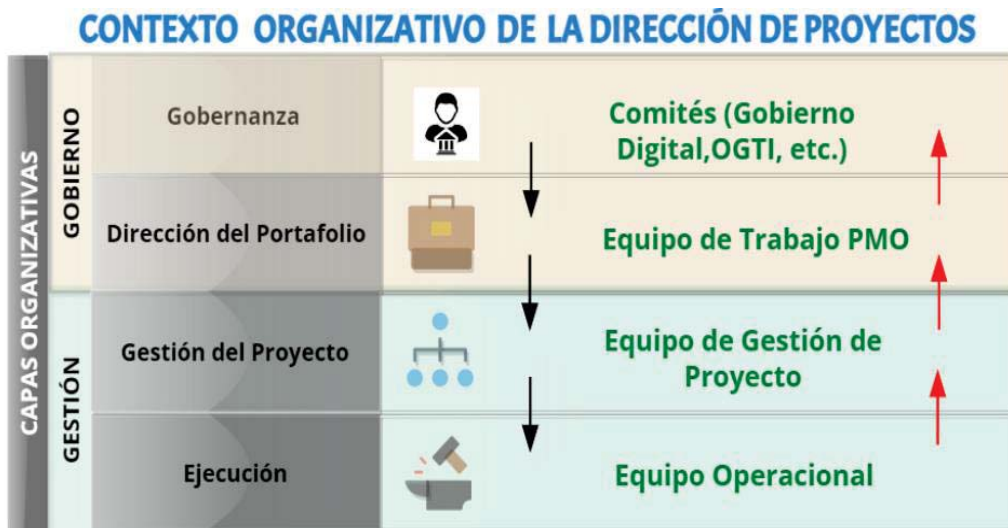 CONTEXTO ORGANIZATIVO DE LA DIRECCIÓN DE PROYECTOS
CAPAS ORGANIZATIVAS
GOBIERNO
Gobernanza
Comités (Gobierno
Digital,OGTI, etc.)
Dirección del Portafolio
Equipo de Trabajo PMO
GESTIÓN
Gestión del Proyecto
Equipo de Gestión de
Proyecto
Ejecución
Equipo Operacional